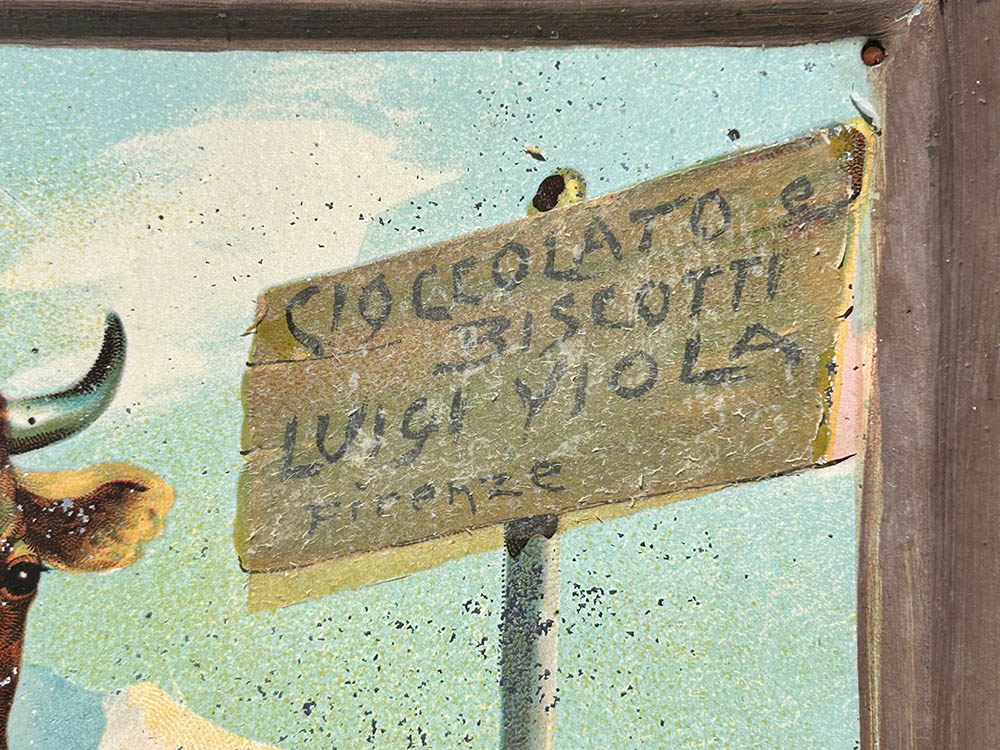 CIOCCOLATO e
BISCOTTI
LUIGI VIOLA
Firenze